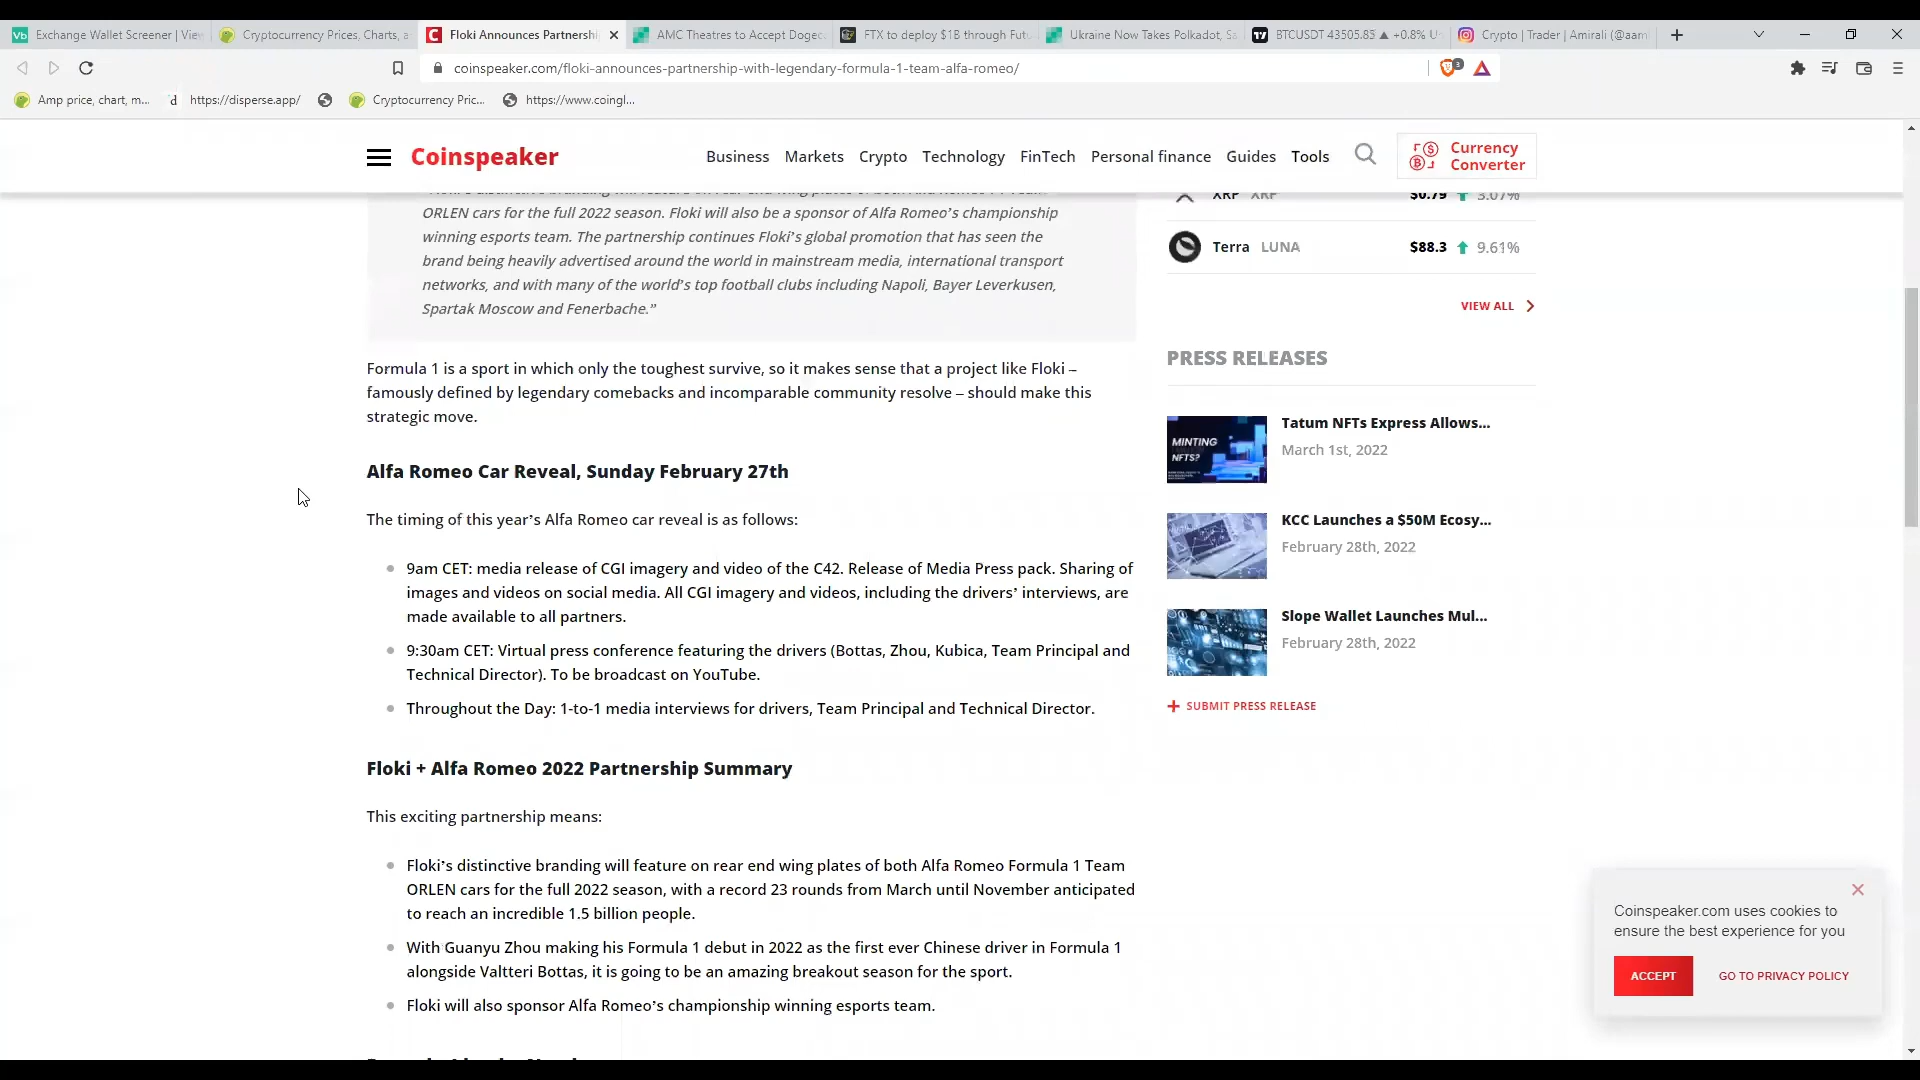 Exchange Wallet Screener | View
Cryptocurrency Prices, Charts, a
Floki Announces Partnershi
AMC Theatres to Accept Dogec
FTX to deploy $1B through Futu
Ukraine Now Takes Polkadot, Sa
BTCUSDT 43505.83 ▲ +0.8% U
Crypto | Trader | Amirali (@aam
coinspeaker.com/floki-announces-partnership-with-legendary-formula-1-team-alfa-romeo/
Amp price, chart, m...
https://disperse.app/
Cryptocurrency Pric...
https://www.coingl...
Coinspeaker
Business
Markets
Crypto
Technology
FinTech
Personal finance
Guides
Tools
Currency
Converter
ORLEN cars for the full 2022 season. Floki will also be a sponsor of Alfa Romeo's championship
winning esports team. The partnership continues Floki's global promotion that has seen the
brand being heavily advertised around the world in mainstream media, international transport
networks, and with many of the world's top football clubs including Napoli, Bayer Leverkusen,
Spartak Moscow and Fenerbache."
Formula 1 is a sport in which only the toughest survive, so it makes sense that a project like Floki –
famously defined by legendary comebacks and incomparable community resolve – should make this
strategic move.
Alfa Romeo Car Reveal, Sunday February 27th
The timing of this year's Alfa Romeo car reveal is as follows:
9am CET: media release of CGI imagery and video of the C42. Release of Media Press pack. Sharing of
images and videos on social media. All CGI imagery and videos, including the drivers' interviews, are
made available to all partners.
9:30am CET: Virtual press conference featuring the drivers (Bottas, Zhou, Kubica, Team Principal and
Technical Director). To be broadcast on YouTube.
Throughout the Day: 1-to-1 media interviews for drivers, Team Principal and Technical Director.
Floki + Alfa Romeo 2022 Partnership Summary
This exciting partnership means:
Floki's distinctive branding will feature on rear end wing plates of both Alfa Romeo Formula 1 Team
ORLEN cars for the full 2022 season, with a record 23 rounds from March until November anticipated
to reach an incredible 1.5 billion people.
With Guanyu Zhou making his Formula 1 debut in 2022 as the first ever Chinese driver in Formula 1
alongside Valtteri Bottas, it is going to be an amazing breakout season for the sport.
Floki will also sponsor Alfa Romeo's championship winning esports team.
XRP XRP $0.79 3.07%
Terra LUNA $88.3 9.61%
VIEW ALL
PRESS RELEASES
MINTING
NFTS?
Tatum NFTs Express Allows...
March 1st, 2022
KCC Launches a $50M Ecosy...
February 28th, 2022
Slope Wallet Launches Mul...
February 28th, 2022
SUBMIT PRESS RELEASE
Coinspeaker.com uses cookies to
ensure the best experience for you
ACCEPT
GO TO PRIVACY POLICY